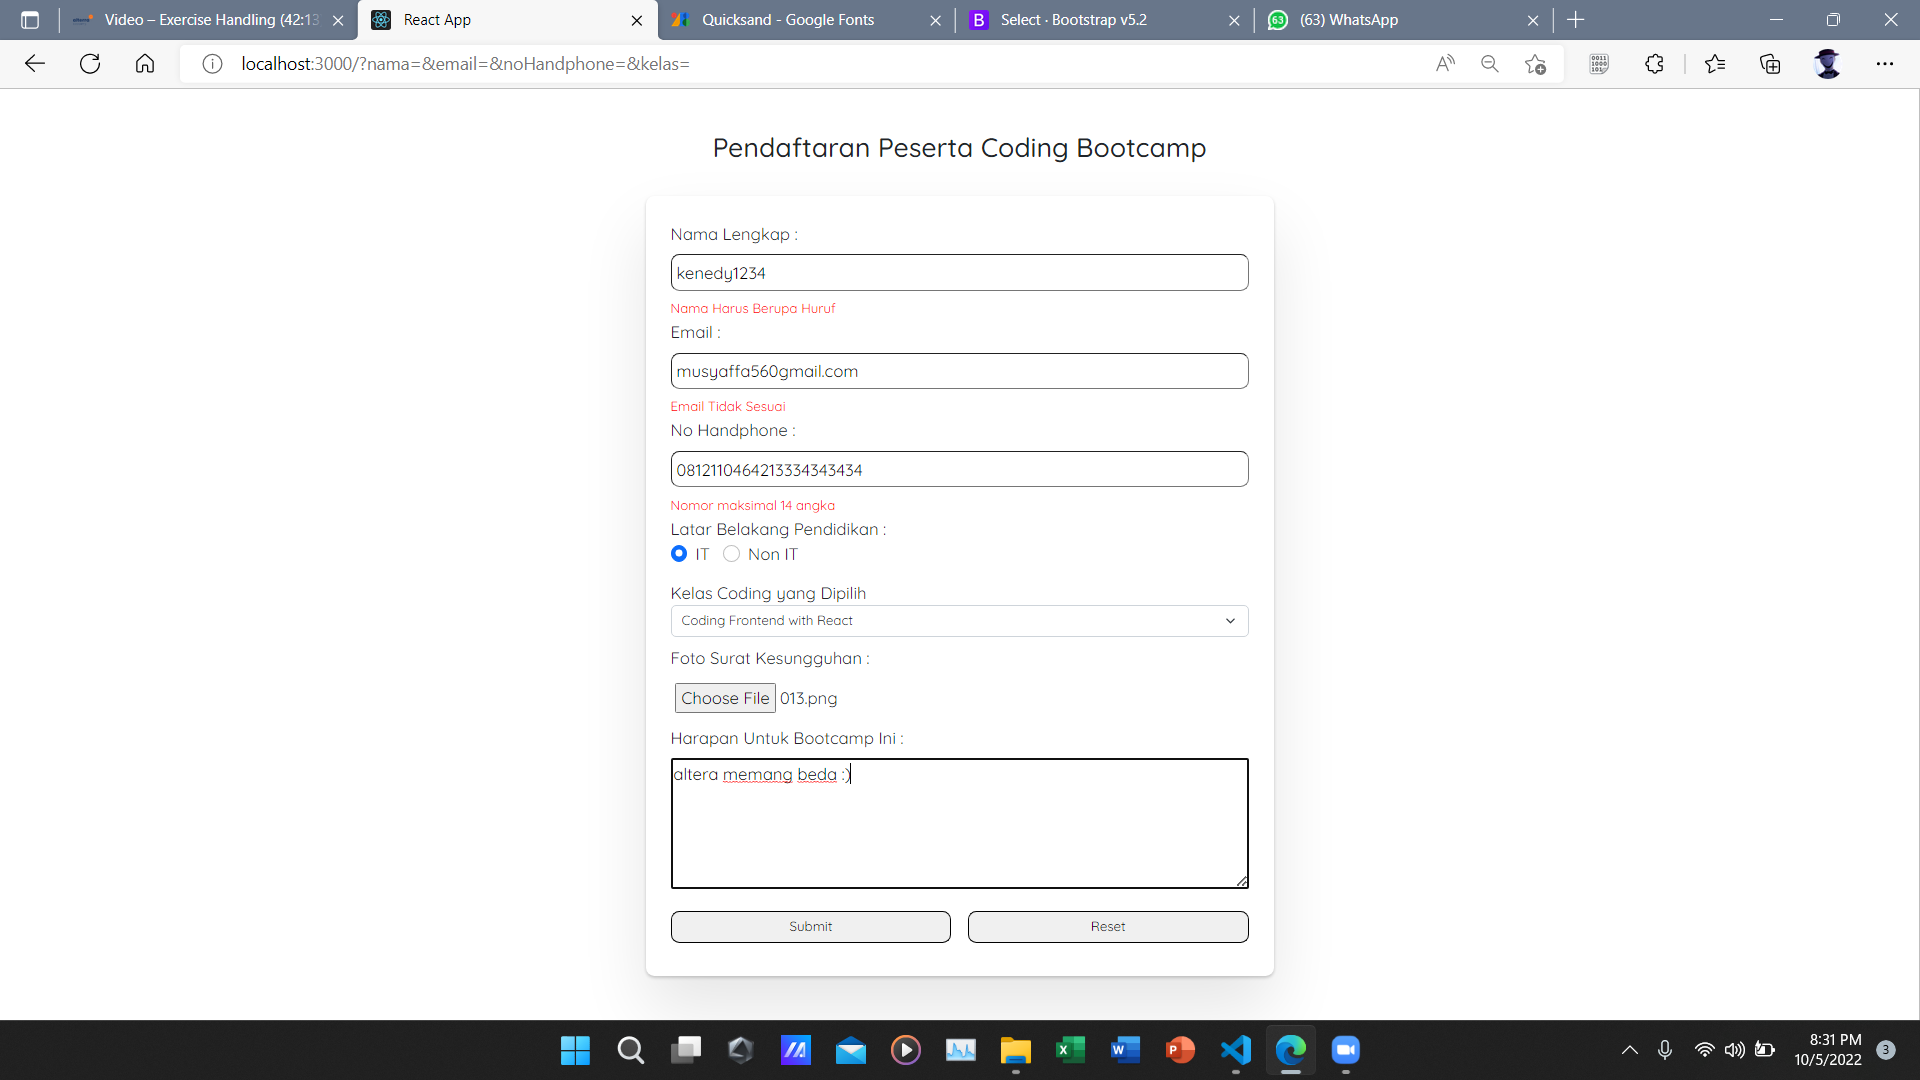 Video – Exercise Handling (42:13
React App
Quicksand - Google Fonts
Select · Bootstrap v5.2
63
(63) WhatsApp
localhost:3000/?nama=&email=&noHandphone=&kelas=
Pendaftaran Peserta Coding Bootcamp
Nama Lengkap :
kenedy1234
Nama Harus Berupa Huruf
Email :
musyaffa560gmail.com
Email Tidak Sesuai
No Handphone :
0812110464213334343434
Nomor maksimal 14 angka
Latar Belakang Pendidikan :
IT Non IT
Kelas Coding yang Dipilih
Coding Frontend with React
Foto Surat Kesungguhan :
Choose File 013.png
Harapan Untuk Bootcamp Ini :
altera memang beda :)
Submit Reset
8:31 PM
10/5/2022
3